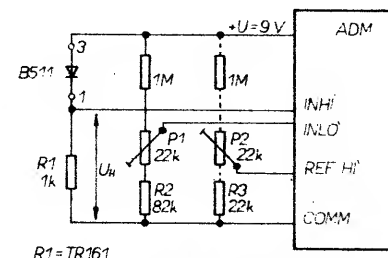 +U=9V
ADM
3
B511
1
1M
1M
INHI
INLO
P1
22k
P2
22k
REF HI
R1
1k
UH
R2
82k
R3
22k
COMM
R1=TR161